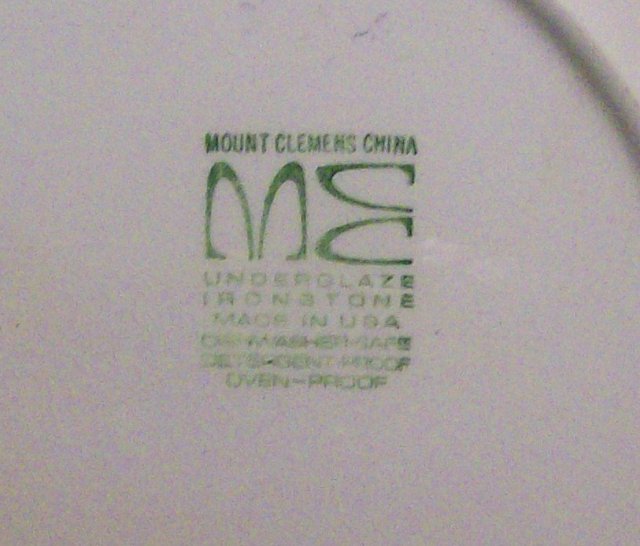 MOUNT CLEMENS CHINA
MC
UNDERGLAZE
IRONSTONE
MADE IN USA
DISHWASHER-SAFE
DETERGENT-PROOF
OVEN-PROOF